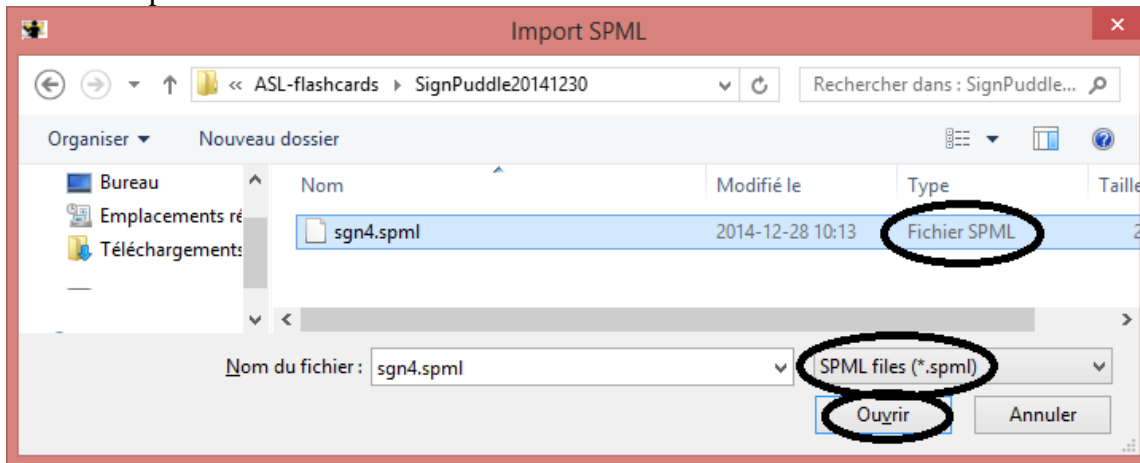 Import SPML
« ASL-flashcards SignPuddle20141230 Rechercher dans : SignPuddle...
Organiser Nouveau dossier
Bureau Nom Modifié le Type Taille
Emplacements ré
sgn4.spml 2014-12-28 10:13 Fichier SPML 2
Téléchargements
Nom du fichier : sgn4.spml SPML files (*.spml)
Ouvrir Annuler